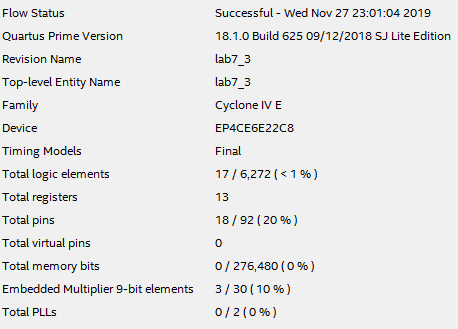 Flow Status Successful - Wed Nov 27 23:01:04 2019
Quartus Prime Version 18.1.0 Build 625 09/12/2018 SJ Lite Edition
Revision Name lab7_3
Top-level Entity Name lab7_3
Family Cyclone IV E
Device EP4CE6E22C8
Timing Models Final
Total logic elements 17 / 6,272 ( < 1 % )
Total registers 13
Total pins 18 / 92 ( 20 % )
Total virtual pins 0
Total memory bits 0 / 276,480 ( 0 % )
Embedded Multiplier 9-bit elements 3 / 30 ( 10 % )
Total PLLs 0 / 2 ( 0 % )